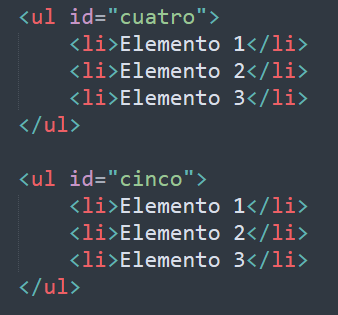 <ul id="cuatro">
    <li>Elemento 1</li>
    <li>Elemento 2</li>
    <li>Elemento 3</li>
</ul>

<ul id="cinco">
    <li>Elemento 1</li>
    <li>Elemento 2</li>
    <li>Elemento 3</li>
</ul>